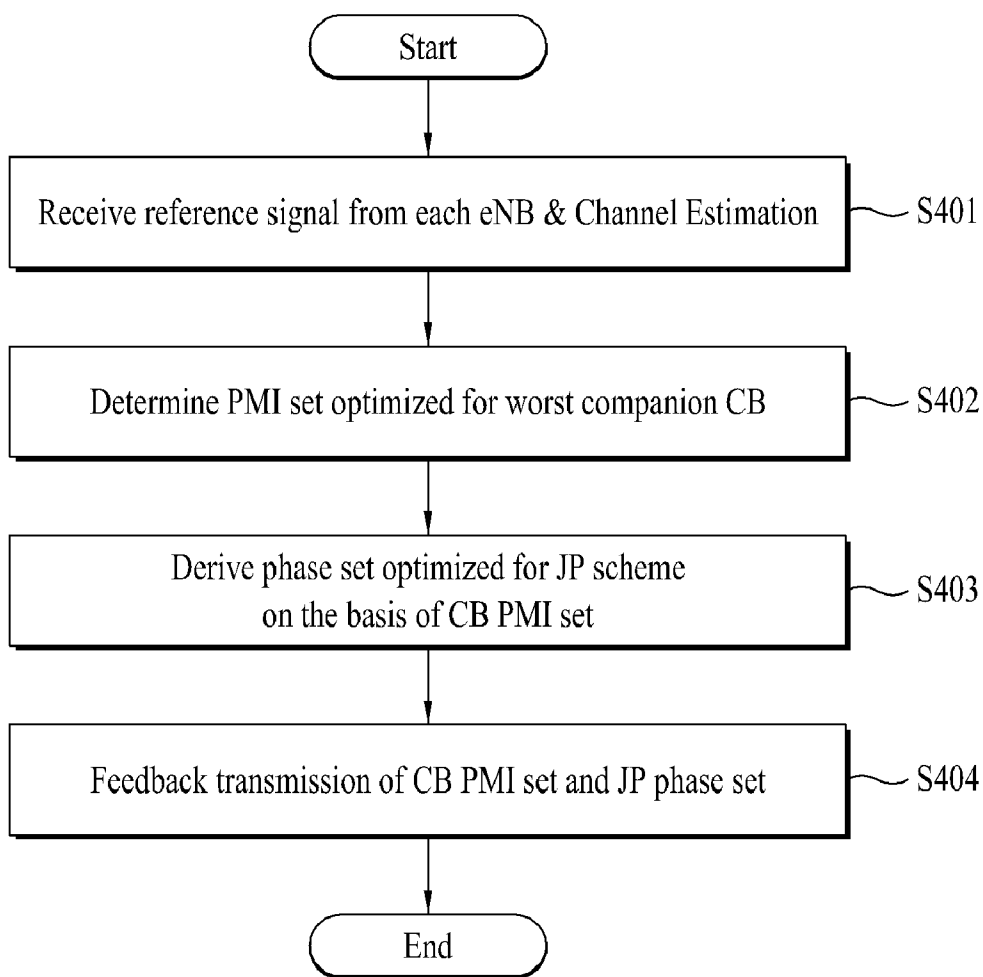 Start
Receive reference signal from each eNB & Channel Estimation
S401
Determine PMI set optimized for worst companion CB
S402
Derive phase set optimized for JP scheme
on the basis of CB PMI set
S403
Feedback transmission of CB PMI set and JP phase set
S404
End